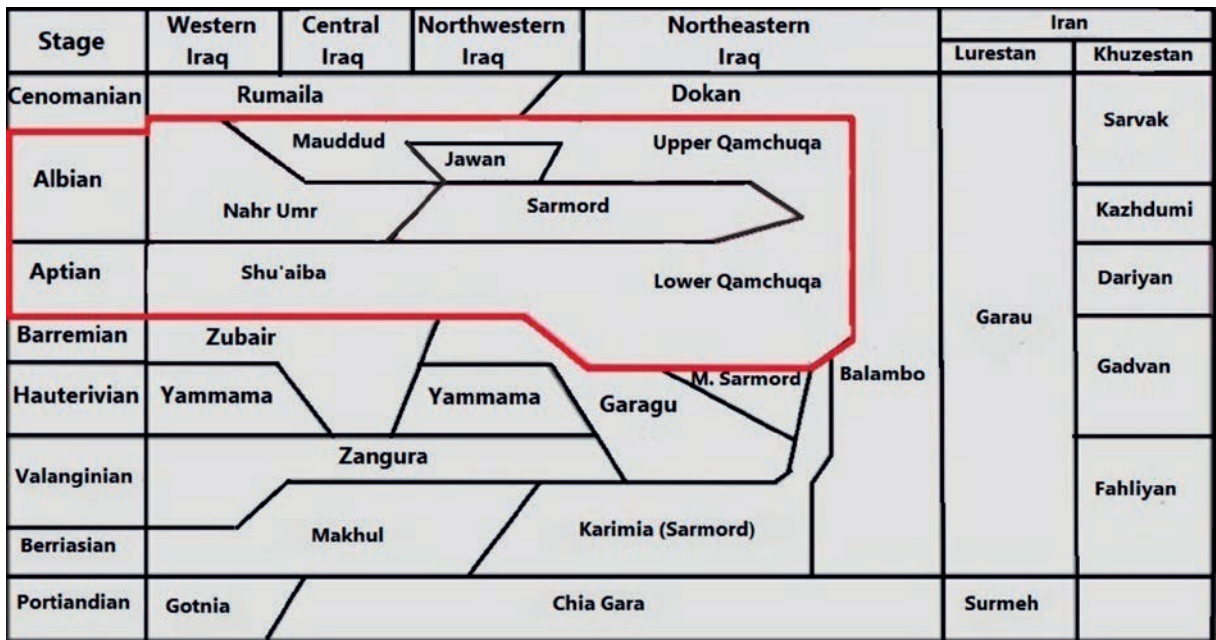 Stage
Western
Iraq
Central
Iraq
Northwestern
Iraq
Northeastern
Iraq
Iran
Lurestan
Khuzestan
Cenomanian
Rumaila
Dokan
Sarvak
Mauddud
Upper Qamchuqa
Jawan
Albian
Nahr Umr
Sarmord
Kazhdumi
Aptian
Shu'aiba
Lower Qamchuqa
Dariyan
Garau
Barremian
Zubair
Gadvan
Hauterivian
Yammama
Yammama
Garagu
M. Sarmord
Balambo
Valanginian
Zangura
Fahliyan
Berriasian
Makhul
Karimia (Sarmord)
Portiandian
Gotnia
Chia Gara
Surmeh